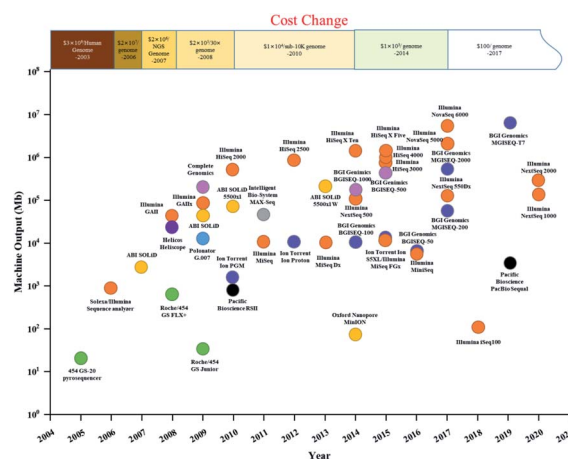 Cost Change
$3×10⁹/Human
Genome
-2003
$2×10⁷/
genome
-2006
$2×10⁶/
NGS
Genome
-2007
$2×10⁵/30×
genome
-2008
$1×10⁴/sub-10K genome
-2010
$1×10³/genome
-2014
$100/ genome
-2017
Machine Output (Mb)
10⁸
10⁷
10⁶
10⁵
10⁴
10³
10²
10¹
10⁰
454 GS-20
pyrosequencer
Solexa/Illumina
Sequence analyzer
ABI SOLiD
Illumina
GAII
Helicos
Heliscope
Roche/454
GS FLX+
Complete
Genomics
Illumina
GAIIx
ABI SOLiD
Polonator
G.007
Roche/454
GS Junior
Illumina
HiSeq 2000
ABI SOLiD
5500xl
Ion Torrent
Ion PGM
Pacific
Bioscience RSII
Intelligent
Bio-System
MAX-Seq
Illumina
MiSeq
Illumina
HiSeq 2500
Ion Torrent
Ion Proton
ABI SOLiD
5500xl W
Illumina
MiSeq Dx
Illumina
HiSeq X Ten
BGI Genimics
BGISEQ-1000
Illumina
NextSeq 500
BGI Genomics
BGISEQ-100
Oxford Nanopore
MinION
Illumina
HiSeq X Five
Illumina
HiSeq 4000
Illumina
HiSeq3000
BGI Genimics
BGISEQ-500
Ion Torrent Ion
S5XL/Illumina
MiSeq FGx
BGI Genomics
BGISEQ-50
Illumina
MiniSeq
Illumina
NovaSeq 6000
Illumina
NovaSeq 5000
BGI Genomics
MGISEQ-2000
Illumina
NextSeq 550Dx
BGI Genomics
MGISEQ-200
Illumina iSeq100
BGI Genomics
MGISEQ-T7
Pacific
Bioscience
PacBio Sequal
Illumina
NextSeq 2000
Illumina
NextSeq 1000
2004 2005 2006 2007 2008 2009 2010 2011 2012 2013 2014 2015 2016 2017 2018 2019 2020 2021
Year